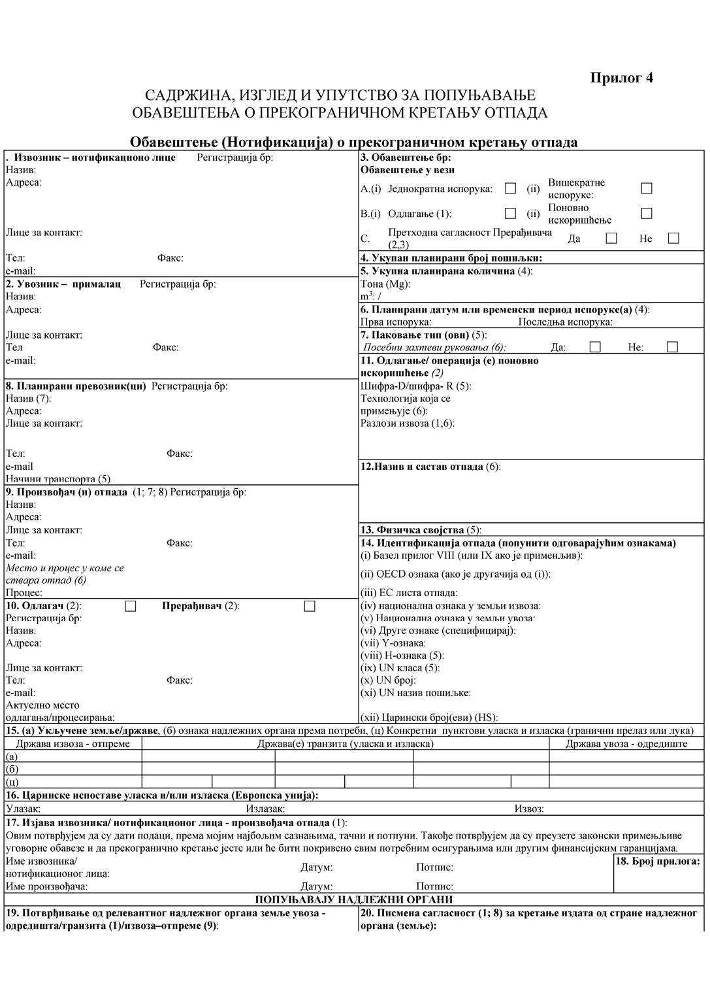 Прилог 4
САДРЖИНА, ИЗГЛЕД И УПУТСТВО ЗА ПОПУЊАВАЊЕ
ОБАВЕШТЕЊА О ПРЕКОГРАНИЧНОМ КРЕТАЊУ ОТПАДА
Обавештење (Нотификација) о прекограничном кретању отпада
. Извозник – нотификационо лице Регистрација бр:
Назив:
Адреса:
Лице за контакт:
Тел: Факс:
e-mail:
2. Увозник – прималац Регистрација бр:
Назив:
Адреса:
Лице за контакт:
Тел Факс:
e-mail:
8. Планирани превозник(ци) Регистрација бр:
Назив (7):
Адреса:
Лице за контакт:
Тел: Факс:
e-mail
Начини транспорта (5)
9. Произвођач (и) отпада (1; 7; 8) Регистрација бр:
Назив:
Адреса:
Лице за контакт:
Тел: Факс:
e-mail:
Место и процес у коме се
ствара отпад (6)
Процес:
10. Одлагач (2): Прерађивач (2):
Регистрација бр:
Назив:
Адреса:
Лице за контакт:
Тел: Факс:
e-mail:
Актуелно место
одлагања/процесирања:
3. Обавештење бр:
Обавештење у вези
А.(i) Једнократна испорука: (ii) Вишекратне
испоруке:
B.(i) Одлагање (1): (ii) Поновно
искоришћење
С. Претходна сагласност Прерађивача
(2,3) Да Не
4. Укупан планирани број пошиљки:
5. Укупна планирана количина (4):
Тона (Mg):
m³: /
6. Планирани датум или временски период испоруке(а) (4):
Прва испорука: Последња испорука:
7. Паковање тип (ови) (5):
Посебни захтеви руковања (6): Да: Не:
11. Одлагање/ операција (е) поновно
искоришћење (2)
Шифра-D/шифра- R (5):
Технологија која се
примењује (6):
Разлози извоза (1;6):
12.Назив и састав отпада (6):
13. Физичка својства (5):
14. Идентификација отпада (попунити одговарајућим ознакама)
(i) Базел прилог VIII (или IX ако је применљив):
(ii) OECD ознака (ако је другачија од (i)):
(iii) ЕС листа отпада:
(iv) национална ознака у земљи извоза:
(v) Национална ознака у земљи увоза:
(vi) Друге ознаке (специфицирај):
(vii) Y-ознака:
(viii) H-ознака (5):
(ix) UN класа (5):
(x) UN број:
(xi) UN назив пошиљке:
(xii) Царински број(еви) (HS):
15. (а) Укључене земље/државе, (б) ознака надлежних органа према потреби, (ц) Конкретни пунктови уласка и изласка (гранични прелаз или лука)
Држава извоза - отпреме Држава(е) транзита (уласка и изласка) Држава увоза - одредиште
(а)
(б)
(ц)
16. Царинске испоставе уласка и/или изласка (Европска унија):
Улазак: Излазак: Извоз:
17. Изјава извозника/ нотификационог лица - произвођача отпада (1):
Овим потврђујем да су дати подаци, према мојим најбољим сазнањима, тачни и потпуни. Такође потврђујем да су преузете законски примењљиве
уговорне обавезе и да прекогранично кретање јесте или ће бити покривено свим потребним осигурањима или другим финансијским гаранцијама.
Име извозника/
нотификационог лица: Датум: Потпис:
Име произвођача: Датум: Потпис:
18. Број прилога:
ПОПУЊАВАЈУ НАДЛЕЖНИ ОРГАНИ
19. Потврђивање од релевантног надлежног органа земље увоза -
одредишта/транзита (1)/извоза–отпреме (9):
20. Писмена сагласност (1; 8) за кретање издата од стране надлежног
органа (земље):